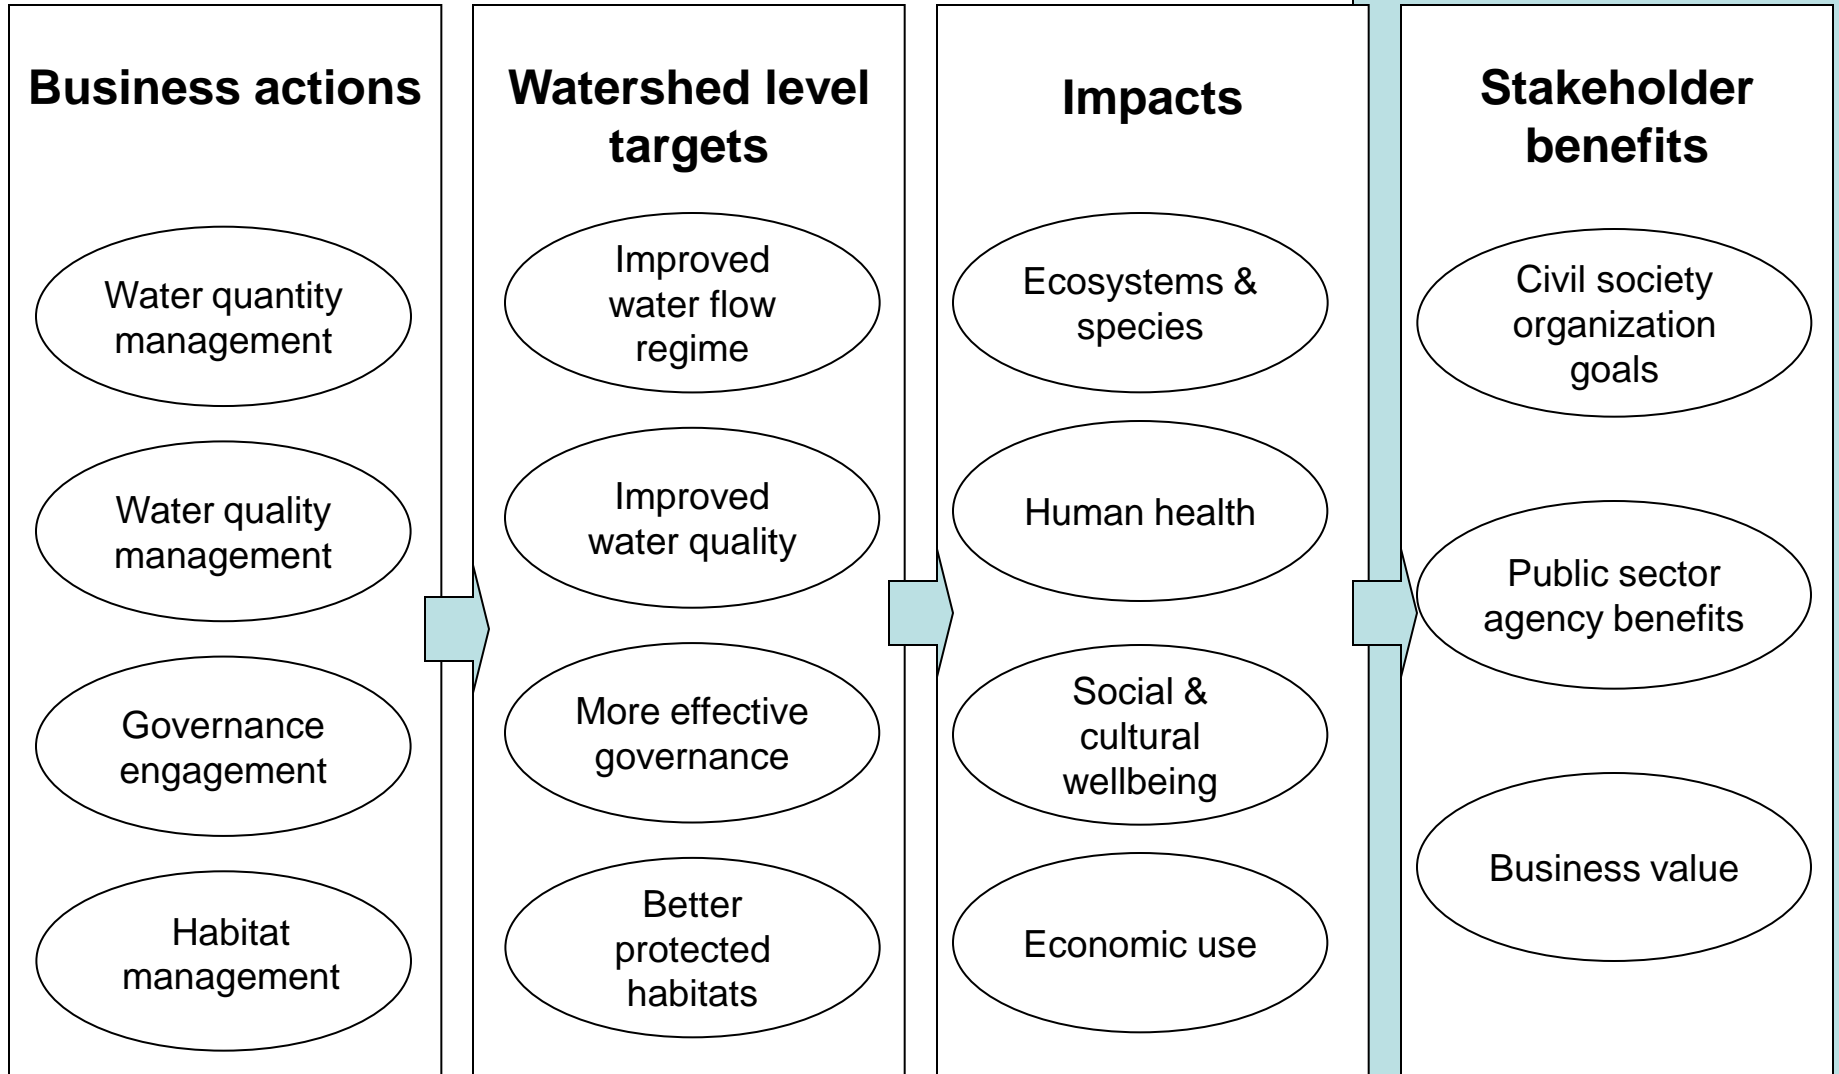 Business actions
Water quantity
management
Water quality
management
Governance
engagement
Habitat
management
Watershed level
targets
Improved
water flow
regime
Improved
water quality
More effective
governance
Better
protected
habitats
Impacts
Ecosystems &
species
Human health
Social &
cultural
wellbeing
Economic use
Stakeholder
benefits
Civil society
organization
goals
Public sector
agency benefits
Business value